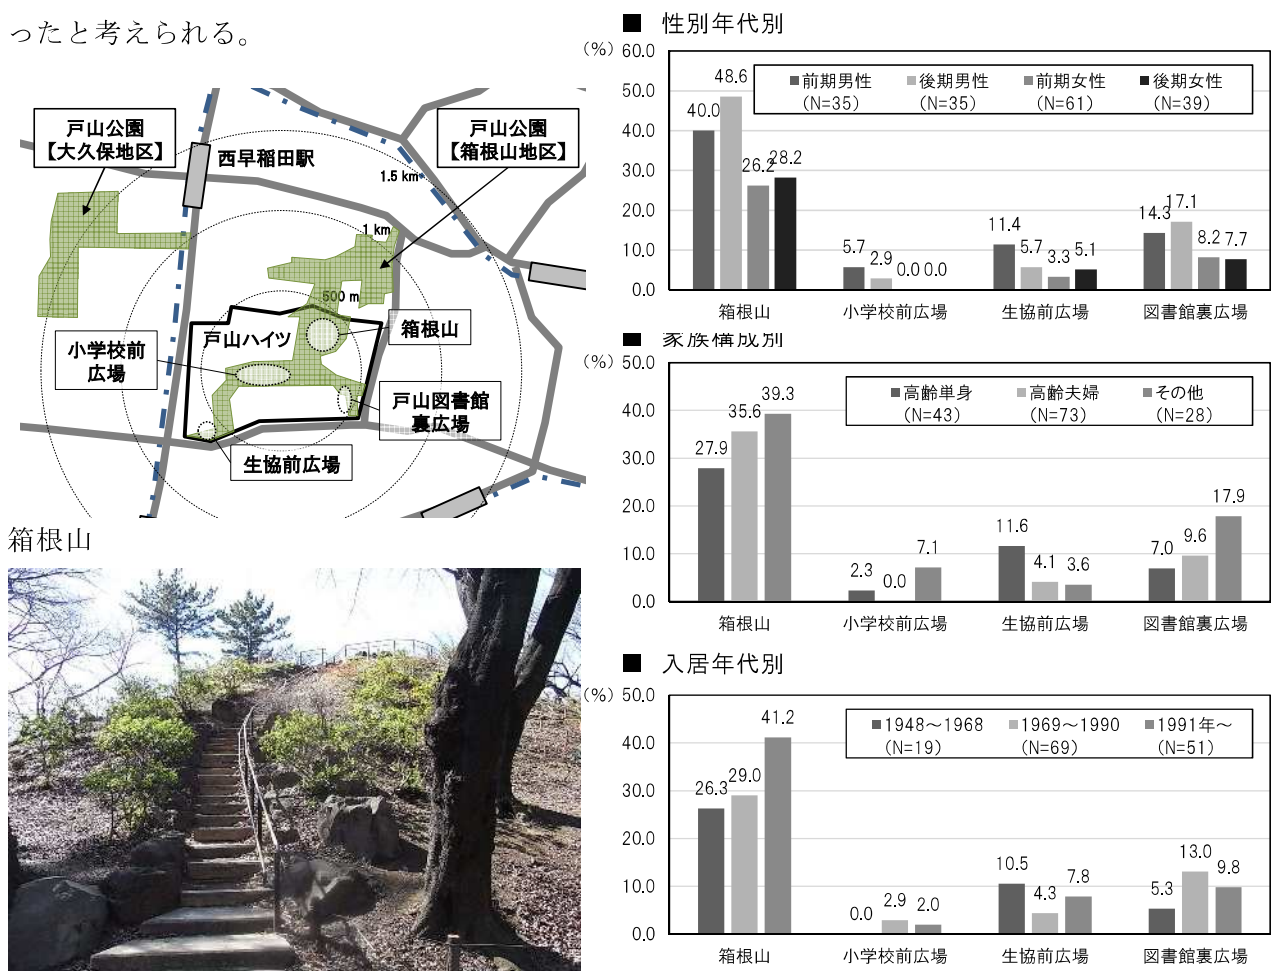 ったと考えられる。
戸山公園
【大久保地区】
西早稲田駅
戸山公園
【箱根山地区】
1.5 km
1 km
500 m
戸山ハイツ
箱根山
小学校前
広場
戸山図書館
裏広場
生協前広場
箱根山
■ 性別年代別
(%)
60.0
50.0
40.0
30.0
20.0
10.0
0.0
■前期男性 (N=35)
■後期男性 (N=35)
■前期女性 (N=61)
■後期女性 (N=39)
40.0 48.6 26.2 28.2
5.7 2.9 0.0 0.0
11.4 5.7 3.3 5.1
14.3 17.1 8.2 7.7
箱根山 小学校前広場 生協前広場 図書館裏広場
■ 家族構成別
(%)
50.0
40.0
30.0
20.0
10.0
0.0
■高齢単身 (N=43)
■高齢夫婦 (N=73)
■その他 (N=28)
27.9 35.6 39.3
2.3 0.0 7.1
11.6 4.1 3.6
7.0 9.6 17.9
箱根山 小学校前広場 生協前広場 図書館裏広場
■ 入居年代別
(%)
50.0
40.0
30.0
20.0
10.0
0.0
■1948～1968 (N=19)
■1969～1990 (N=69)
■1991年～ (N=51)
26.3 29.0 41.2
0.0 2.9 2.0
10.5 4.3 7.8
5.3 13.0 9.8
箱根山 小学校前広場 生協前広場 図書館裏広場